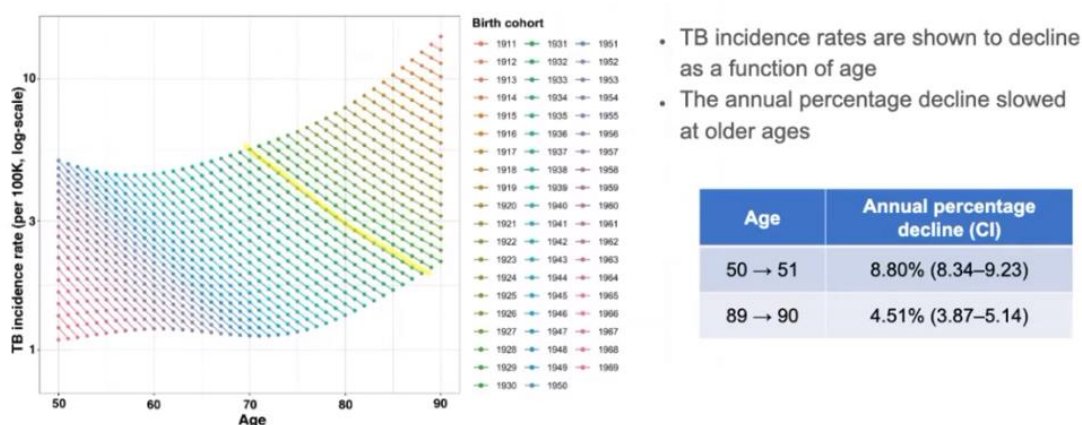 Birth cohort
1911 1931 1951
1912 1932 1952
1913 1933 1953
1914 1934 1954
1915 1935 1955
1916 1936 1956
1917 1937 1957
1918 1938 1958
1919 1939 1959
1920 1940 1960
1921 1941 1961
1922 1942 1962
1923 1943 1963
1924 1944 1964
1925 1945 1965
1926 1946 1966
1927 1947 1967
1928 1948 1968
1929 1949 1969
1930 1950
TB incidence rate (per 100K, log-scale)
10
3
1
50 60 70 80 90
Age
• TB incidence rates are shown to decline
as a function of age
• The annual percentage decline slowed
at older ages
Age
Annual percentage
decline (CI)
50 → 51 8.80% (8.34–9.23)
89 → 90 4.51% (3.87–5.14)